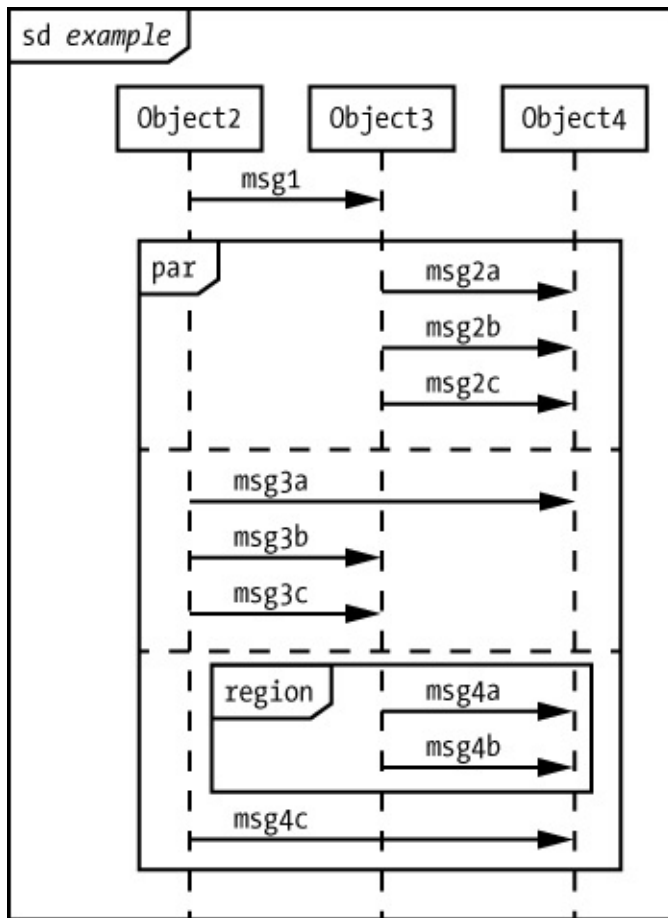 sd example
Object2 Object3 Object4
msg1
par
msg2a
msg2b
msg2c
msg3a
msg3b
msg3c
region
msg4a
msg4b
msg4c